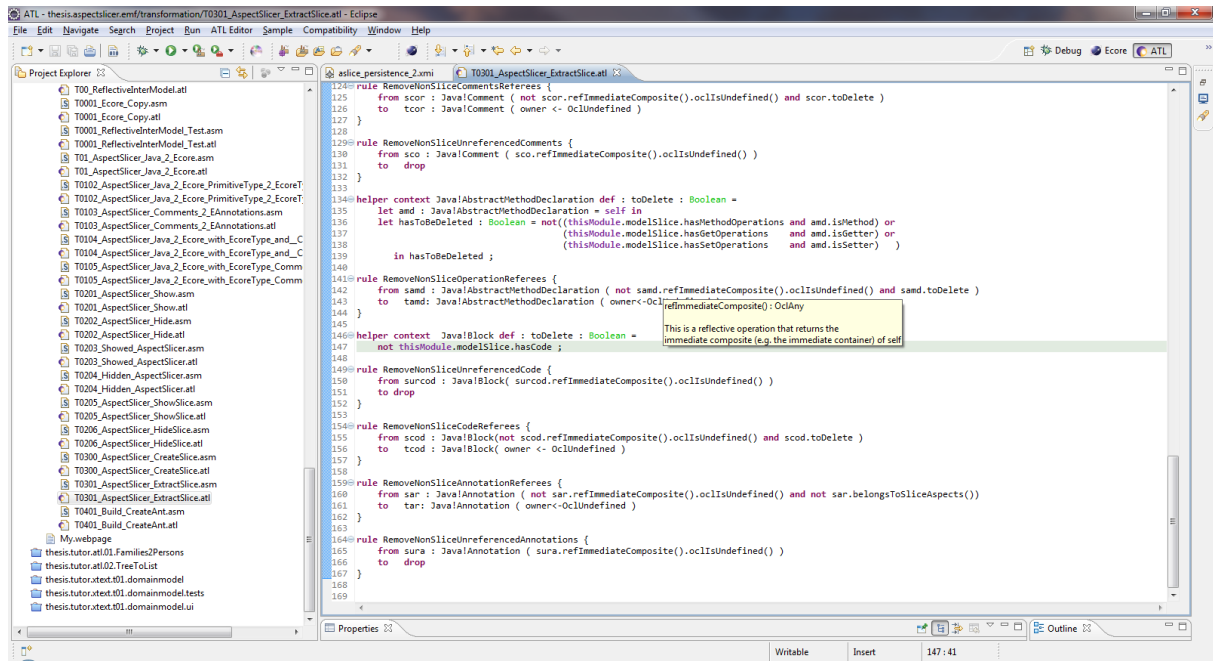 ATL - thesis.aspectslicer.emf/transformation/T0301_AspectSlicer_ExtractSlice.atl - Eclipse
File Edit Navigate Search Project Run ATL Editor Sample Compatibility Window Help
Debug Ecore ATL
Project Explorer
T00_ReflectiveInterModel.atl
T0001_Ecore_Copy.asm
T0001_Ecore_Copy.atl
T0001_ReflectiveInterModel_Test.asm
T0001_ReflectiveInterModel_Test.atl
T01_AspectSlicer_Java_2_Ecore.asm
T01_AspectSlicer_Java_2_Ecore.atl
T0102_AspectSlicer_Java_2_Ecore_PrimitiveType_2_EcoreT
T0102_AspectSlicer_Java_2_Ecore_PrimitiveType_2_EcoreT
T0103_AspectSlicer_Comments_2_EAnnotations.asm
T0103_AspectSlicer_Comments_2_EAnnotations.atl
T0104_AspectSlicer_Java_2_Ecore_with_EcoreType_and__C
T0104_AspectSlicer_Java_2_Ecore_with_EcoreType_and__C
T0105_AspectSlicer_Java_2_Ecore_with_EcoreType_Comm
T0105_AspectSlicer_Java_2_Ecore_with_EcoreType_Comm
T0201_AspectSlicer_Show.asm
T0201_AspectSlicer_Show.atl
T0202_AspectSlicer_Hide.asm
T0202_AspectSlicer_Hide.atl
T0203_Showed_AspectSlicer.asm
T0203_Showed_AspectSlicer.atl
T0204_Hidden_AspectSlicer.asm
T0204_Hidden_AspectSlicer.atl
T0205_AspectSlicer_ShowSlice.asm
T0205_AspectSlicer_ShowSlice.atl
T0206_AspectSlicer_HideSlice.asm
T0206_AspectSlicer_HideSlice.atl
T0300_AspectSlicer_CreateSlice.asm
T0300_AspectSlicer_CreateSlice.atl
T0301_AspectSlicer_ExtractSlice.asm
T0301_AspectSlicer_ExtractSlice.atl
T0401_Build_CreateAnt.asm
T0401_Build_CreateAnt.atl
My.webpage
thesis.tutor.atl.01.Families2Persons
thesis.tutor.atl.02.TreeToList
thesis.tutor.xtext.t01.domainmodel
thesis.tutor.xtext.t01.domainmodel.tests
thesis.tutor.xtext.t01.domainmodel.ui
aslice_persistence_2.xmi T0301_AspectSlicer_ExtractSlice.atl
124 rule RemoveNonSliceCommentsReferees {
125 from scor : Java!Comment ( not scor.refImmediateComposite().oclIsUndefined() and scor.toDelete )
126 to tcor : Java!Comment ( owner <- OclUndefined )
127 }
128
129 rule RemoveNonSliceUnreferencedComments {
130 from sco : Java!Comment ( sco.refImmediateComposite().oclIsUndefined() )
131 to drop
132 }
133
134 helper context Java!AbstractMethodDeclaration def : toDelete : Boolean =
135 let amd : Java!AbstractMethodDeclaration = self in
136 let hasToBeDeleted : Boolean = not((thisModule.modelSlice.hasMethodOperations and amd.isMethod) or
137 (thisModule.modelSlice.hasGetOperations and amd.isGetter) or
138 (thisModule.modelSlice.hasSetOperations and amd.isSetter) )
139 in hasToBeDeleted ;
140
141 rule RemoveNonSliceOperationReferees {
142 from samd : Java!AbstractMethodDeclaration ( not samd.refImmediateComposite().oclIsUndefined() and samd.toDelete )
143 to tamd: Java!AbstractMethodDeclaration ( owner<-Ocl
144 }
145
refImmediateComposite() : OclAny
This is a reflective operation that returns the
immediate composite (e.g. the immediate container) of self
146 helper context Java!Block def : toDelete : Boolean =
147 not thisModule.modelSlice.hasCode ;
148
149 rule RemoveNonSliceUnreferencedCode {
150 from surcod : Java!Block( surcod.refImmediateComposite().oclIsUndefined() )
151 to drop
152 }
153
154 rule RemoveNonSliceCodeReferees {
155 from scod : Java!Block(not scod.refImmediateComposite().oclIsUndefined() and scod.toDelete )
156 to tcod : Java!Block( owner <- OclUndefined )
157 }
158
159 rule RemoveNonSliceAnnotationReferees {
160 from sar : Java!Annotation ( not sar.refImmediateComposite().oclIsUndefined() and not sar.belongsToSliceAspects())
161 to tar: Java!Annotation ( owner<-OclUndefined )
162 }
163
164 rule RemoveNonSliceUnreferencedAnnotations {
165 from sura : Java!Annotation ( sura.refImmediateComposite().oclIsUndefined() )
166 to drop
167 }
168
169
Properties
Outline
Writable Insert 147 : 41